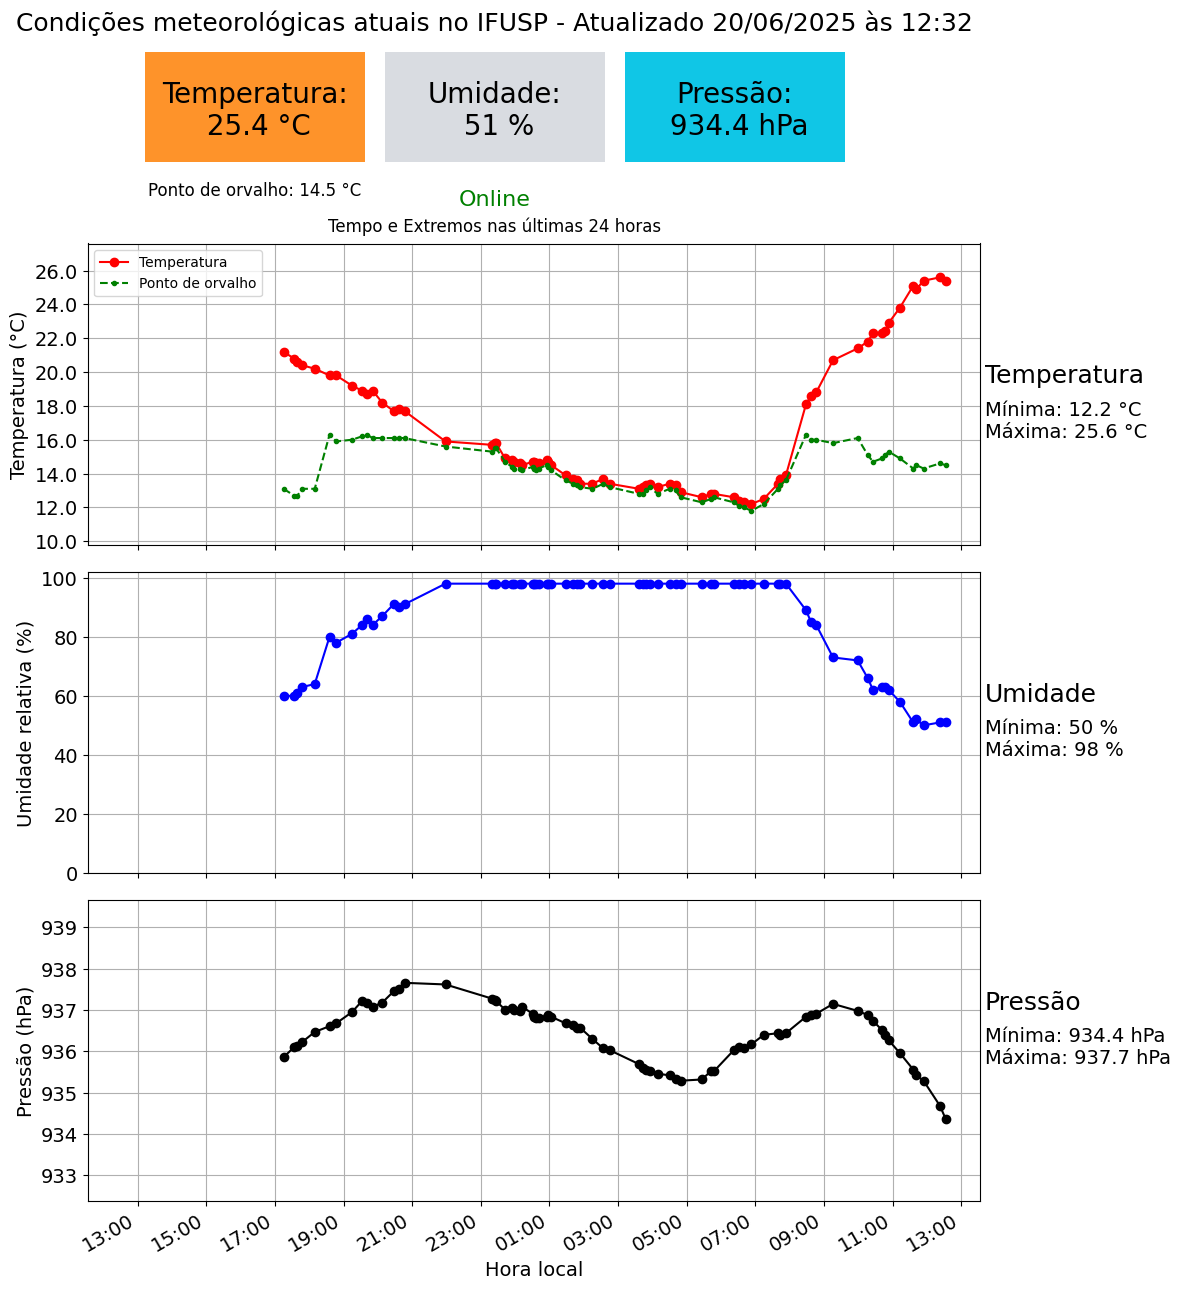 Condições meteorológicas atuais no IFUSP - Atualizado 20/06/2025 às 12:32
Temperatura:
25.4 °C
Umidade:
51 %
Pressão:
934.4 hPa
Ponto de orvalho: 14.5 °C
Online
Tempo e Extremos nas últimas 24 horas
Temperatura
Ponto de orvalho
Temperatura (°C)
26.0
24.0
22.0
20.0
18.0
16.0
14.0
12.0
10.0
Temperatura
Mínima: 12.2 °C
Máxima: 25.6 °C
Umidade relativa (%)
100
80
60
40
20
0
Umidade
Mínima: 50 %
Máxima: 98 %
Pressão (hPa)
939
938
937
936
935
934
933
Pressão
Mínima: 934.4 hPa
Máxima: 937.7 hPa
13:00 15:00 17:00 19:00 21:00 23:00 01:00 03:00 05:00 07:00 09:00 11:00 13:00
Hora local